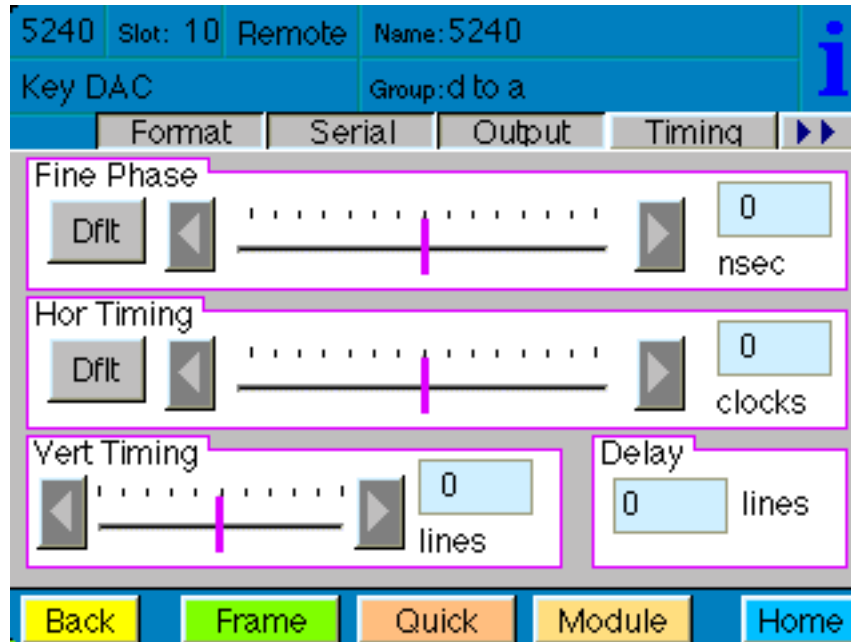 5240 Slot: 10 Remote Name:5240 i
Key DAC Group:d to a
Format Serial Output Timing
Fine Phase
Dflt 0
nsec
Hor Timing
Dflt 0
clocks
Vert Timing Delay
0 0 lines
lines
Back Frame Quick Module Home